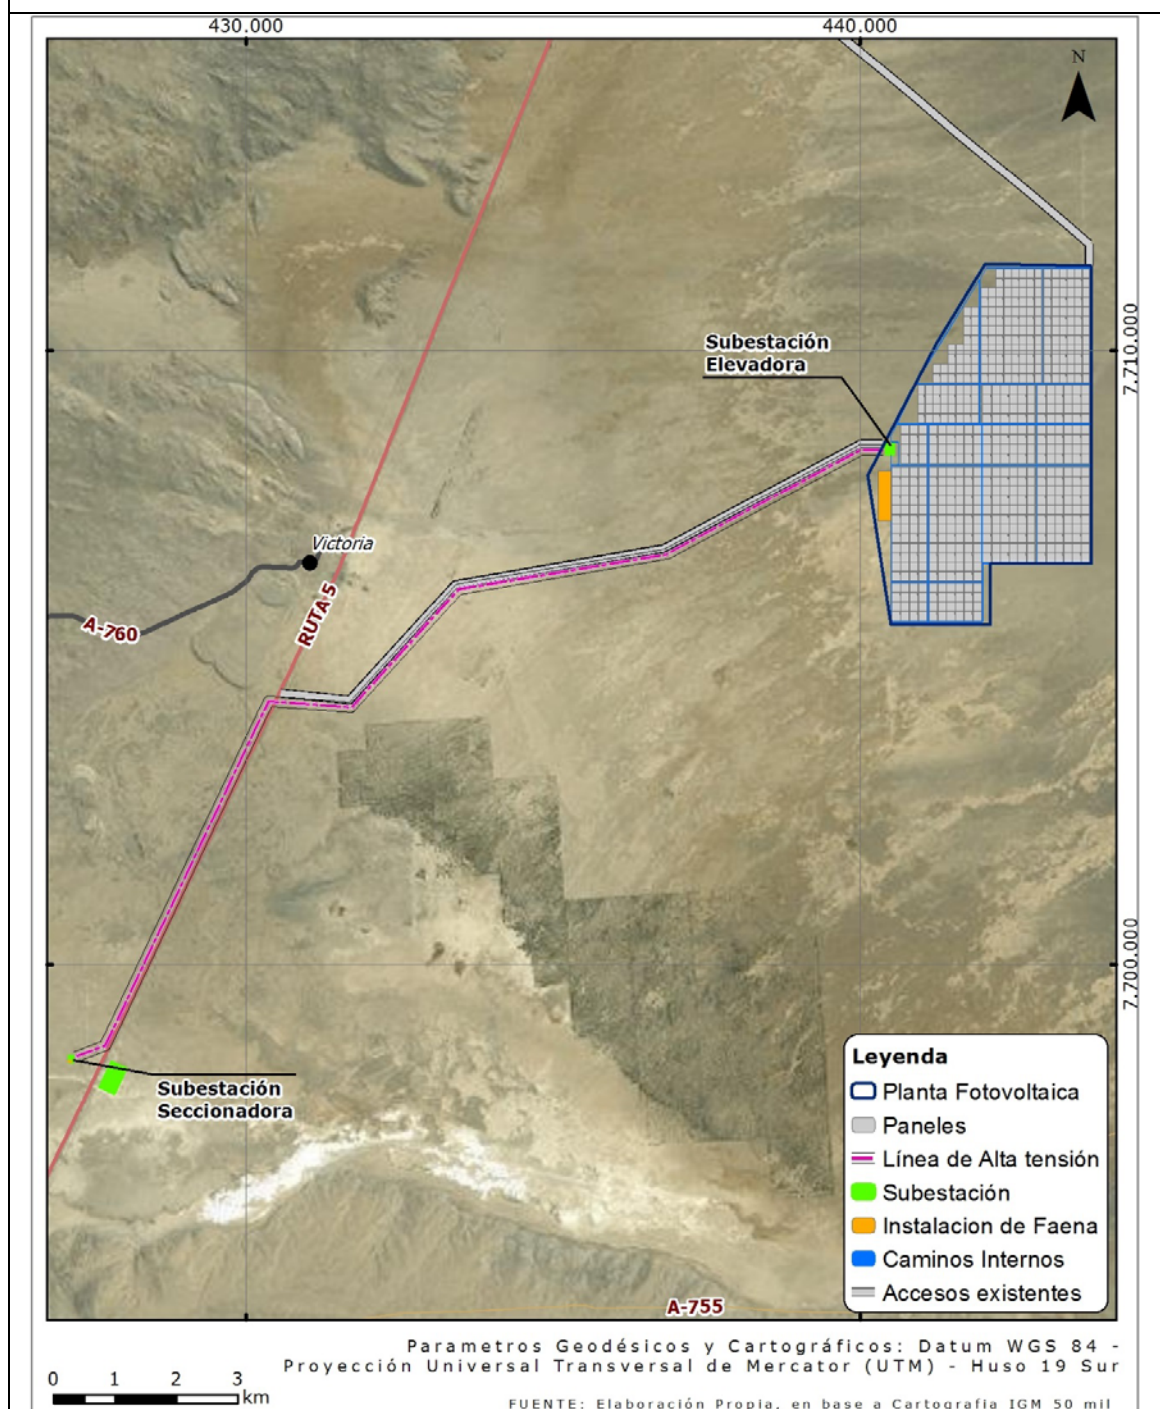 430.000
440.000
N
7.710.000
Subestación
Elevadora
Victoria
RUTA 5
A-760
7.700.000
Subestación
Seccionadora
Leyenda
Planta Fotovoltaica
Paneles
Línea de Alta tensión
Subestación
Instalacion de Faena
Caminos Internos
Accesos existentes
A-755
Parametros Geodésicos y Cartográficos: Datum WGS 84 -
Proyección Universal Transversal de Mercator (UTM) - Huso 19 Sur
0 1 2 3
km
FUENTE: Elaboración Propia, en base a Cartografia IGM 50 mil